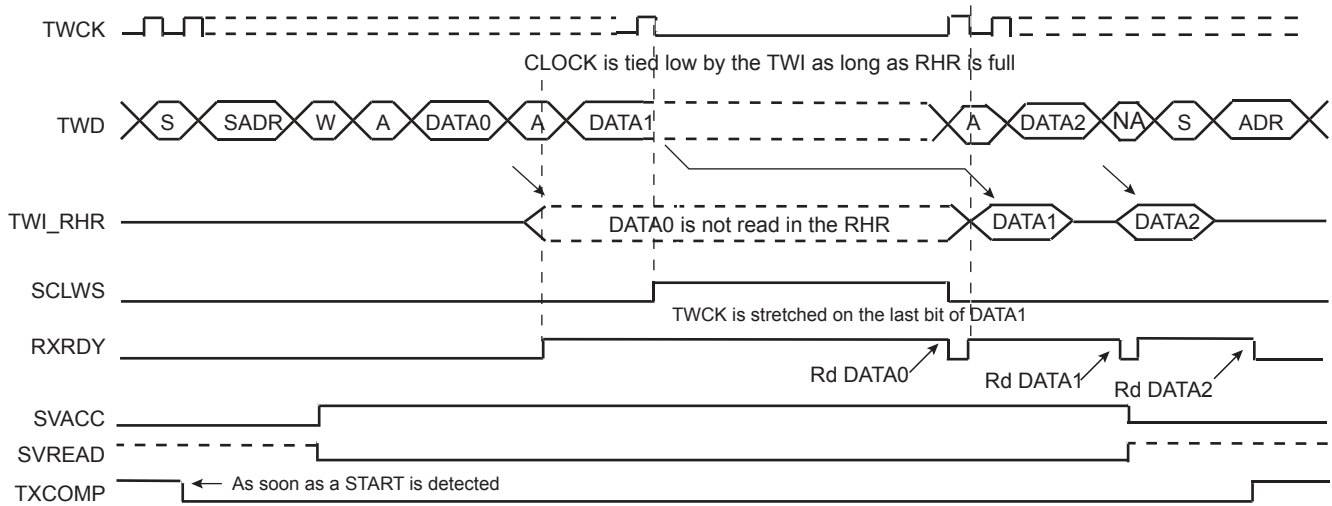 TWCK
CLOCK is tied low by the TWI as long as RHR is full
TWD S SADR W A DATA0 A DATA1 A DATA2 NA S ADR
TWI_RHR DATA0 is not read in the RHR DATA1 DATA2
SCLWS
TWCK is stretched on the last bit of DATA1
RXRDY
Rd DATA0 Rd DATA1 Rd DATA2
SVACC
SVREAD
TXCOMP As soon as a START is detected